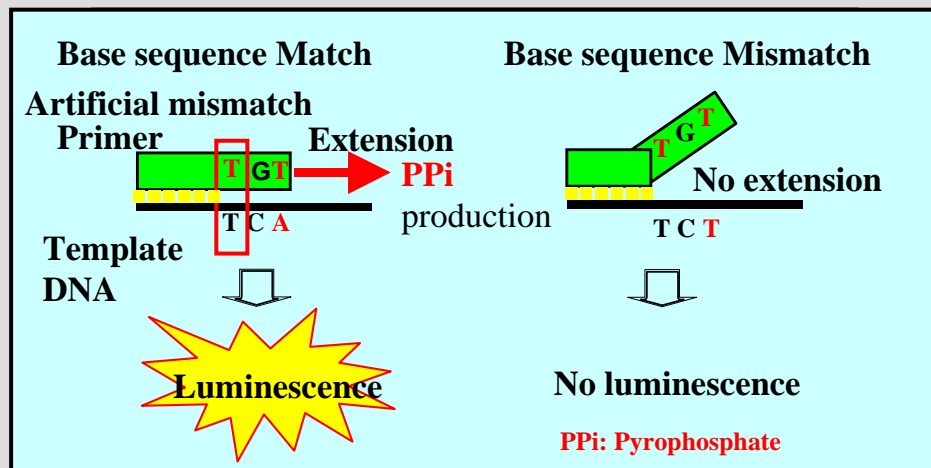 Base sequence Match
Artificial mismatch
Primer
Extension
T G T
PPi
production
T C A
Template
DNA
Luminescence
Base sequence Mismatch
T G T
No extension
T C T
No luminescence
PPi: Pyrophosphate